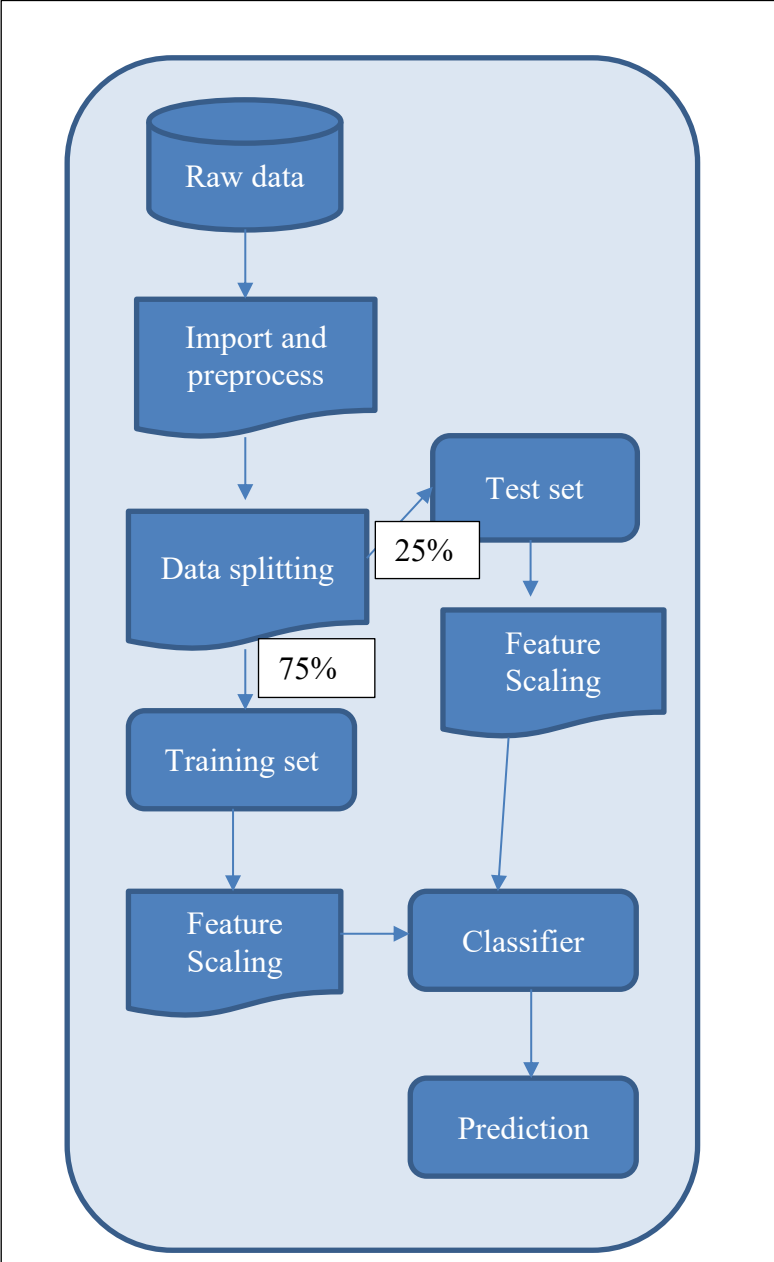 Raw data
Import and
preprocess
Data splitting
25%
Test set
75%
Training set
Feature
Scaling
Feature
Scaling
Classifier
Prediction